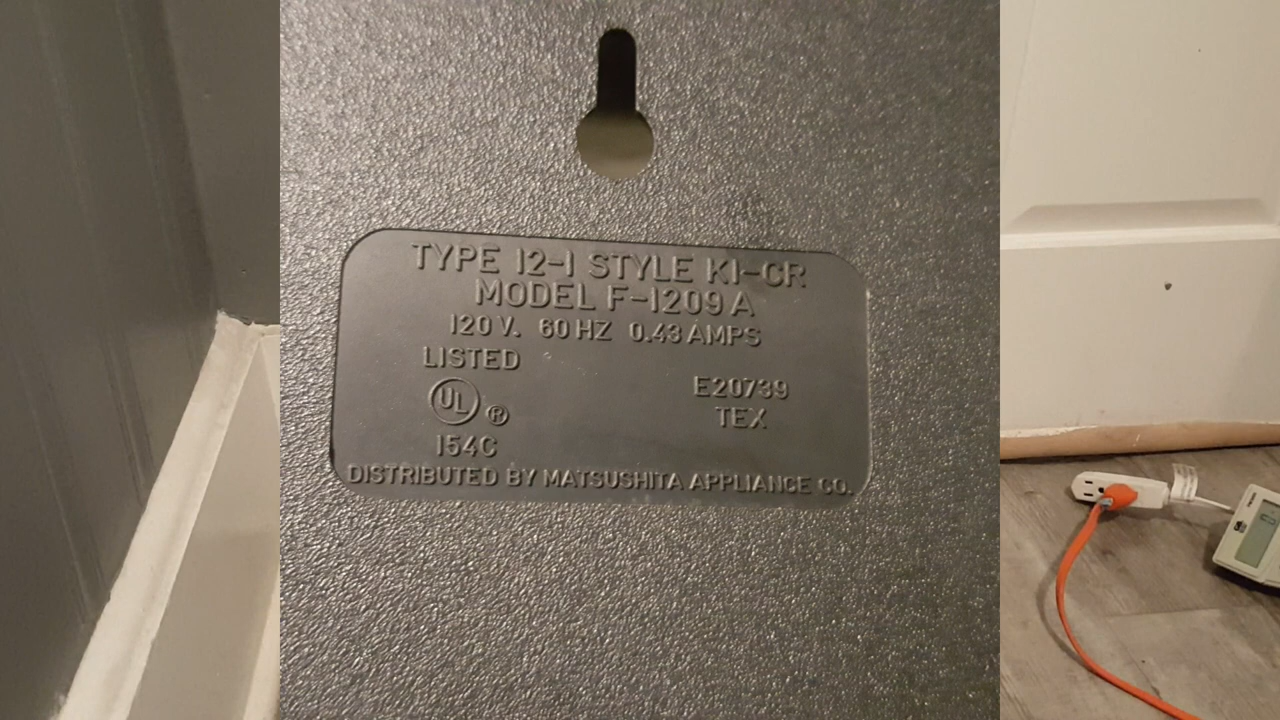 TYPE 12-1 STYLE K1-CR
MODEL F-1209A
120 V. 60 HZ 0.43 AMPS
LISTED
UL ®
154C
E20739
TEX
DISTRIBUTED BY MATSUSHITA APPLIANCE CO.